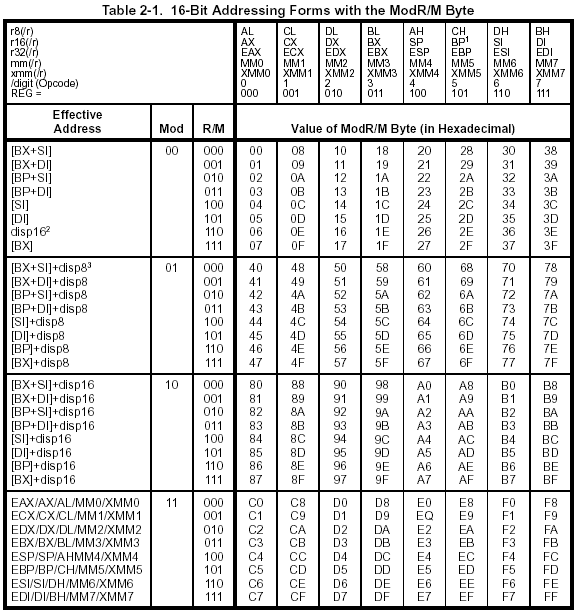 Table 2-1. 16-Bit Addressing Forms with the ModR/M Byte
r8(/r) AL CL DL BL AH CH DH BH
r16(/r) AX CX DX BX SP BP¹ SI DI
r32(/r) EAX ECX EDX EBX ESP EBP ESI EDI
mm(/r) MM0 MM1 MM2 MM3 MM4 MM5 MM6 MM7
xmm(/r) XMM0 XMM1 XMM2 XMM3 XMM4 XMM5 XMM6 XMM7
/digit (Opcode) 0 1 2 3 4 5 6 7
REG = 000 001 010 011 100 101 110 111
Effective
Address Mod R/M Value of ModR/M Byte (in Hexadecimal)
[BX+SI] 00 000 00 08 10 18 20 28 30 38
[BX+DI] 001 01 09 11 19 21 29 31 39
[BP+SI] 010 02 0A 12 1A 22 2A 32 3A
[BP+DI] 011 03 0B 13 1B 23 2B 33 3B
[SI] 100 04 0C 14 1C 24 2C 34 3C
[DI] 101 05 0D 15 1D 25 2D 35 3D
disp16² 110 06 0E 16 1E 26 2E 36 3E
[BX] 111 07 0F 17 1F 27 2F 37 3F
[BX+SI]+disp8³ 01 000 40 48 50 58 60 68 70 78
[BX+DI]+disp8 001 41 49 51 59 61 69 71 79
[BP+SI]+disp8 010 42 4A 52 5A 62 6A 72 7A
[BP+DI]+disp8 011 43 4B 53 5B 63 6B 73 7B
[SI]+disp8 100 44 4C 54 5C 64 6C 74 7C
[DI]+disp8 101 45 4D 55 5D 65 6D 75 7D
[BP]+disp8 110 46 4E 56 5E 66 6E 76 7E
[BX]+disp8 111 47 4F 57 5F 67 6F 77 7F
[BX+SI]+disp16 10 000 80 88 90 98 A0 A8 B0 B8
[BX+DI]+disp16 001 81 89 91 99 A1 A9 B1 B9
[BP+SI]+disp16 010 82 8A 92 9A A2 AA B2 BA
[BP+DI]+disp16 011 83 8B 93 9B A3 AB B3 BB
[SI]+disp16 100 84 8C 94 9C A4 AC B4 BC
[DI]+disp16 101 85 8D 95 9D A5 AD B5 BD
[BP]+disp16 110 86 8E 96 9E A6 AE B6 BE
[BX]+disp16 111 87 8F 97 9F A7 AF B7 BF
EAX/AX/AL/MM0/XMM0 11 000 C0 C8 D0 D8 E0 E8 F0 F8
ECX/CX/CL/MM1/XMM1 001 C1 C9 D1 D9 EQ E9 F1 F9
EDX/DX/DL/MM2/XMM2 010 C2 CA D2 DA E2 EA F2 FA
EBX/BX/BL/MM3/XMM3 011 C3 CB D3 DB E3 EB F3 FB
ESP/SP/AHMM4/XMM4 100 C4 CC D4 DC E4 EC F4 FC
EBP/BP/CH/MM5/XMM5 101 C5 CD D5 DD E5 ED F5 FD
ESI/SI/DH/MM6/XMM6 110 C6 CE D6 DE E6 EE F6 FE
EDI/DI/BH/MM7/XMM7 111 C7 CF D7 DF E7 EF F7 FF